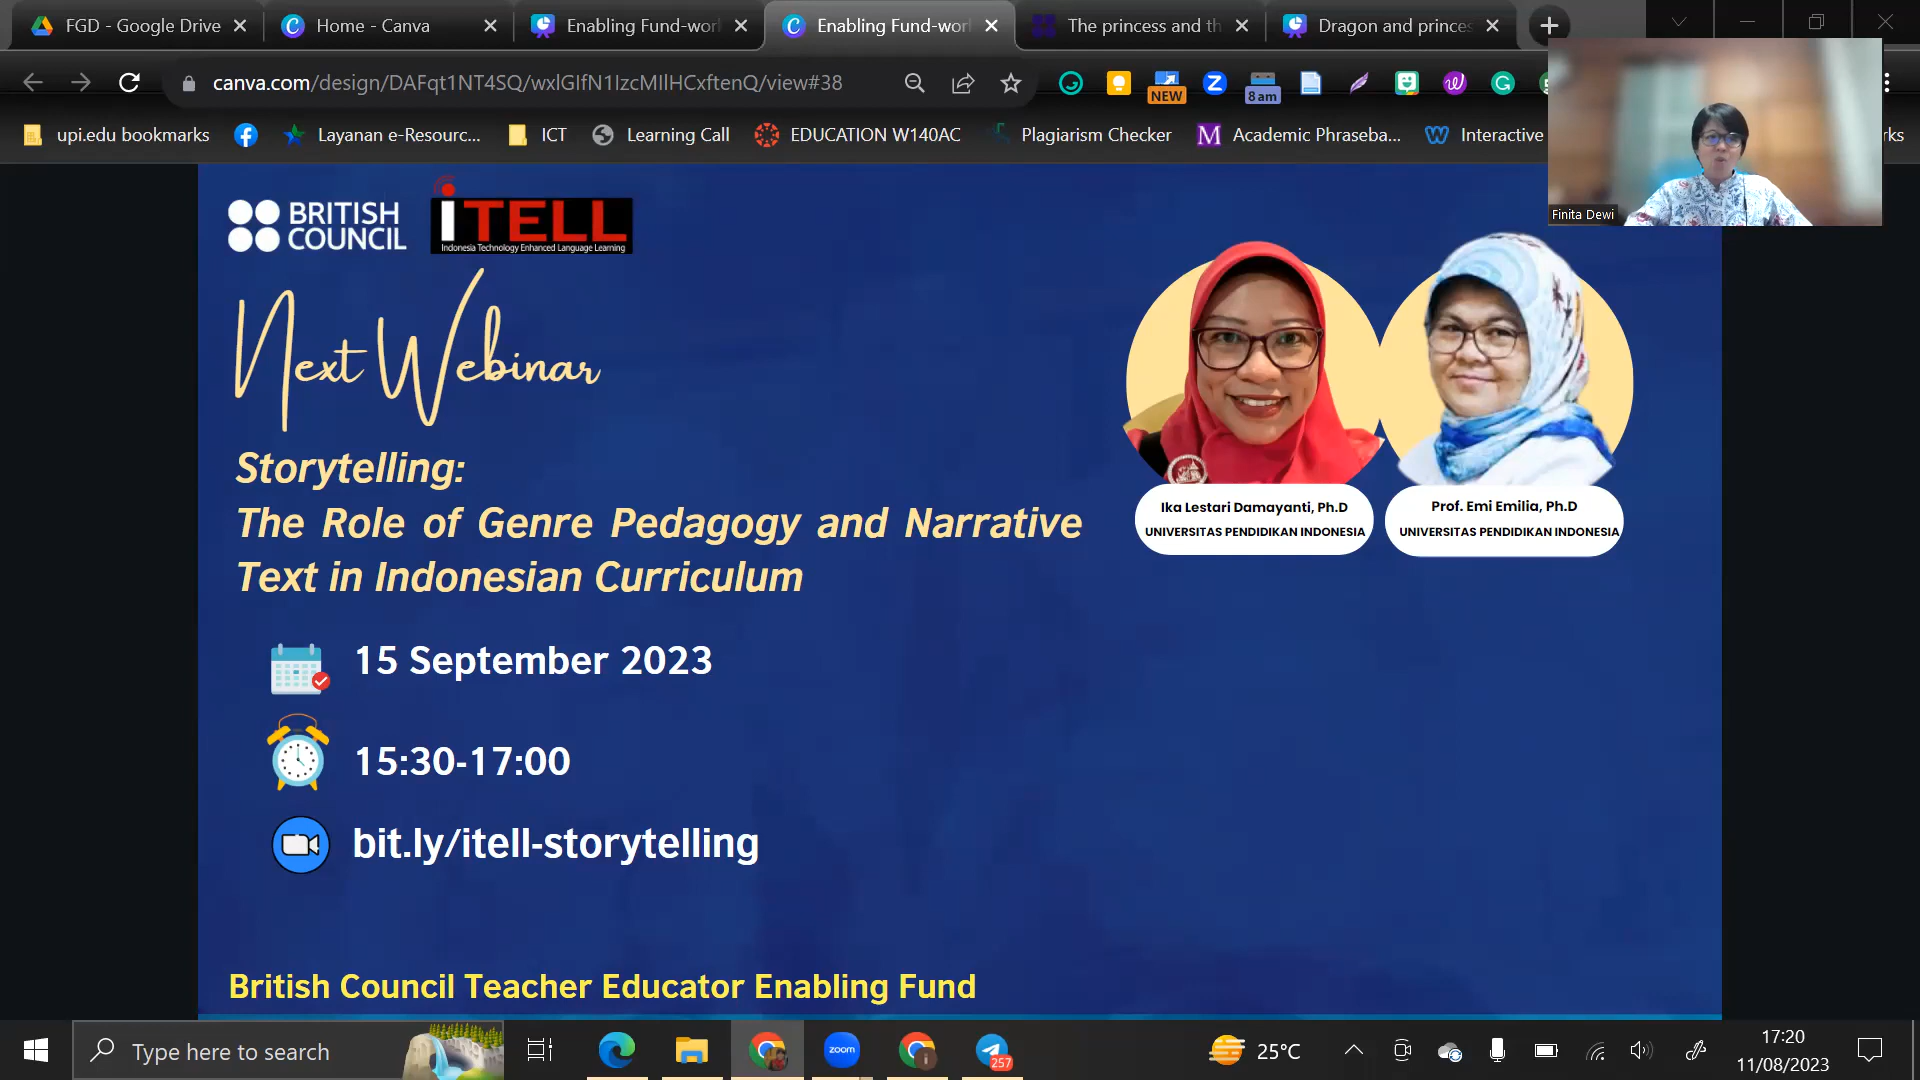 FGD - Google Drive
Home - Canva
Enabling Fund-wor
Enabling Fund-wor
The princess and th
Dragon and princes
canva.com/design/DAFqt1NT4SQ/wxlGIfN1IzcMIlHCxftenQ/view#38
NEW
8am
upi.edu bookmarks
Layanan e-Resourc...
ICT
Learning Call
EDUCATION W140AC
Plagiarism Checker
Academic Phraseba...
Interactive
rks
Finita Dewi
BRITISH
COUNCIL
iTELL
Indonesia Technology Enhanced Language Learning
Next Webinar
Storytelling:
The Role of Genre Pedagogy and Narrative
Text in Indonesian Curriculum
Ika Lestari Damayanti, Ph.D
UNIVERSITAS PENDIDIKAN INDONESIA
Prof. Emi Emilia, Ph.D
UNIVERSITAS PENDIDIKAN INDONESIA
15 September 2023
15:30-17:00
bit.ly/itell-storytelling
British Council Teacher Educator Enabling Fund
Type here to search
zoom
257
25°C
17:20
11/08/2023